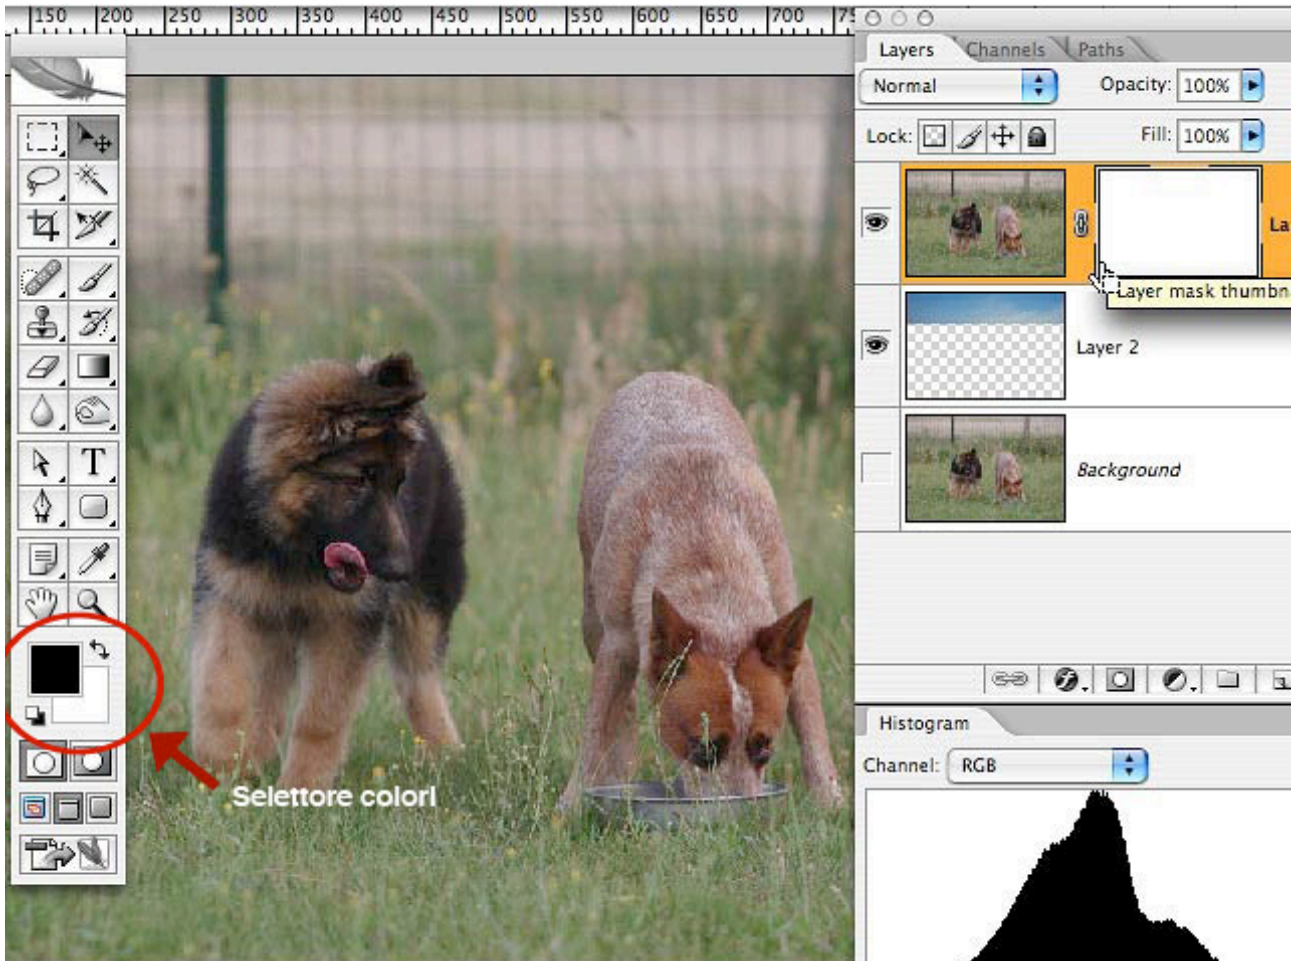 150 200 250 300 350 400 450 500 550 600 650 700
Layers Channels Paths
Normal Opacity: 100%
Lock: Fill: 100%
Layer mask thumbn
Layer 2
Background
T
Selettore colorI
Histogram
Channel: RGB